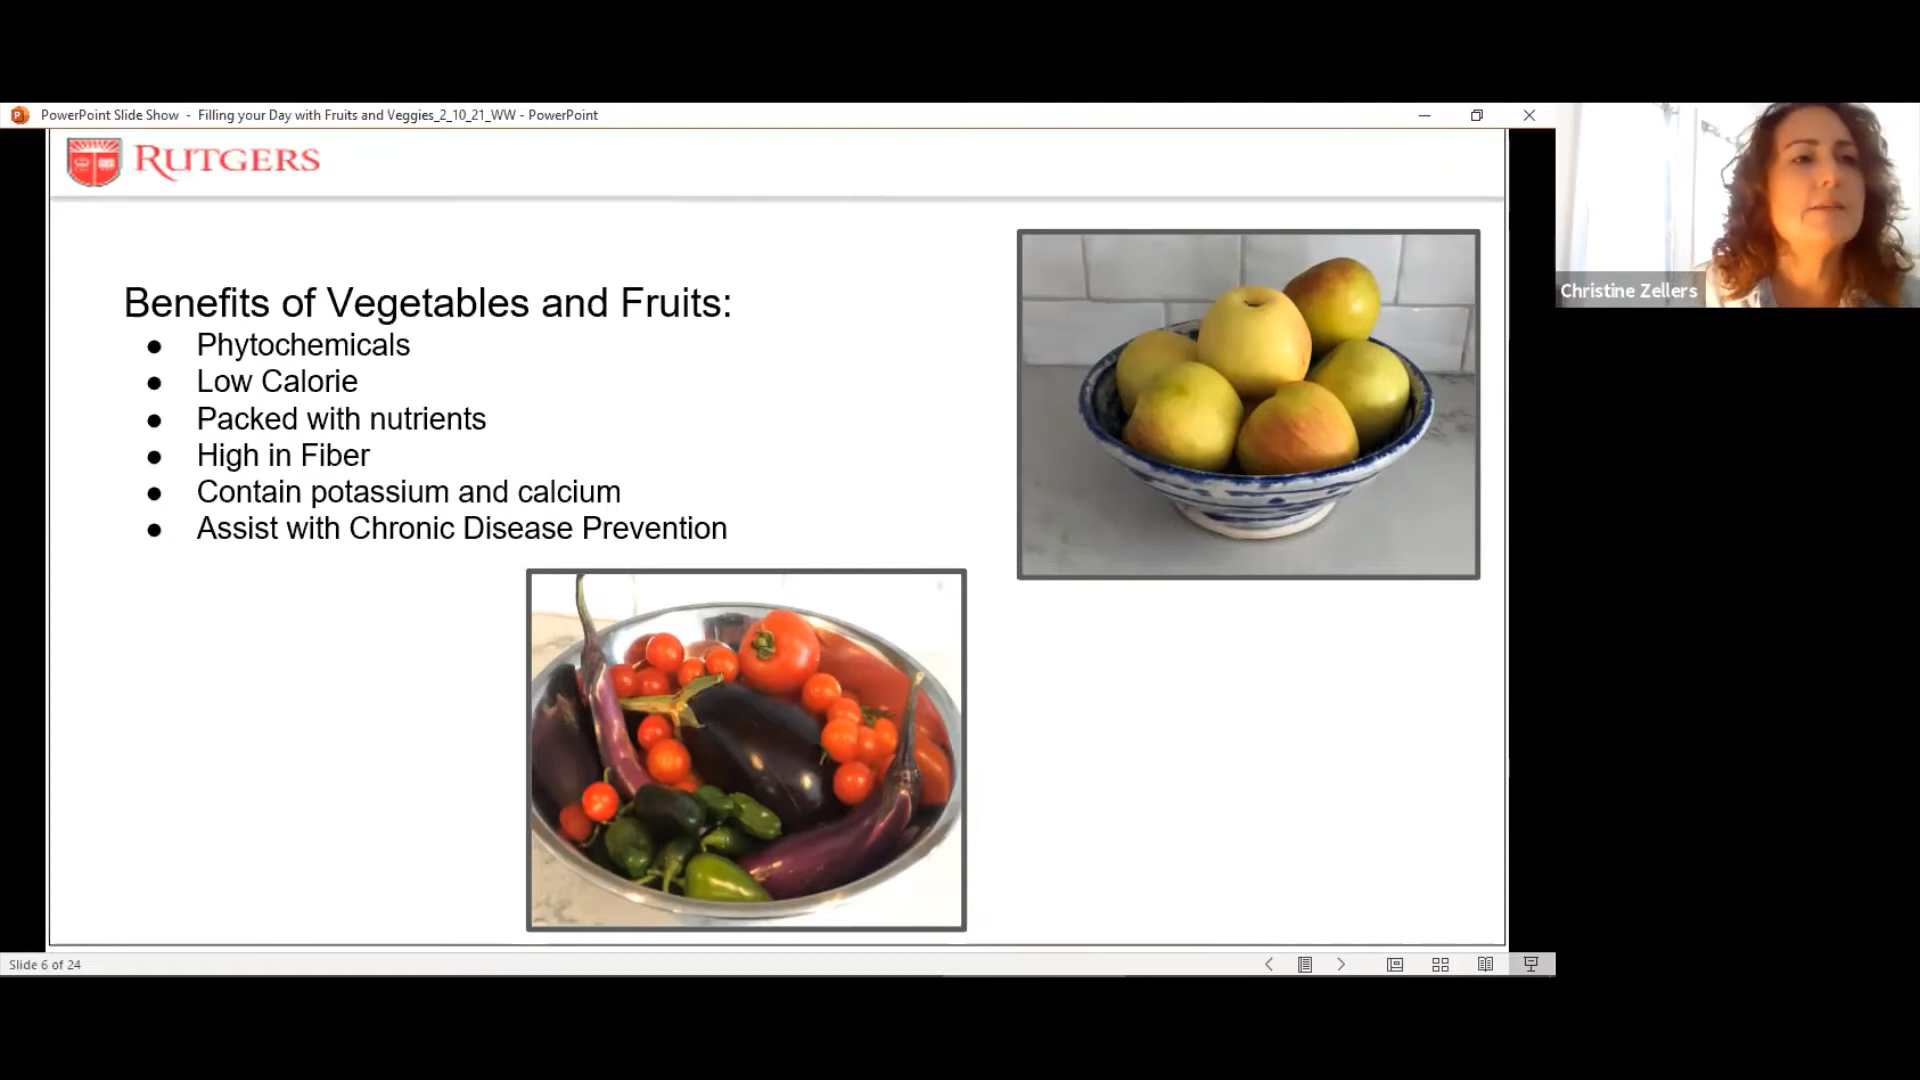 PowerPoint Slide Show - Filling your Day with Fruits and Veggies_2_10_21_WW - PowerPoint
RUTGERS
Christine Zellers
Benefits of Vegetables and Fruits:
● Phytochemicals
● Low Calorie
● Packed with nutrients
● High in Fiber
● Contain potassium and calcium
● Assist with Chronic Disease Prevention
Slide 6 of 24